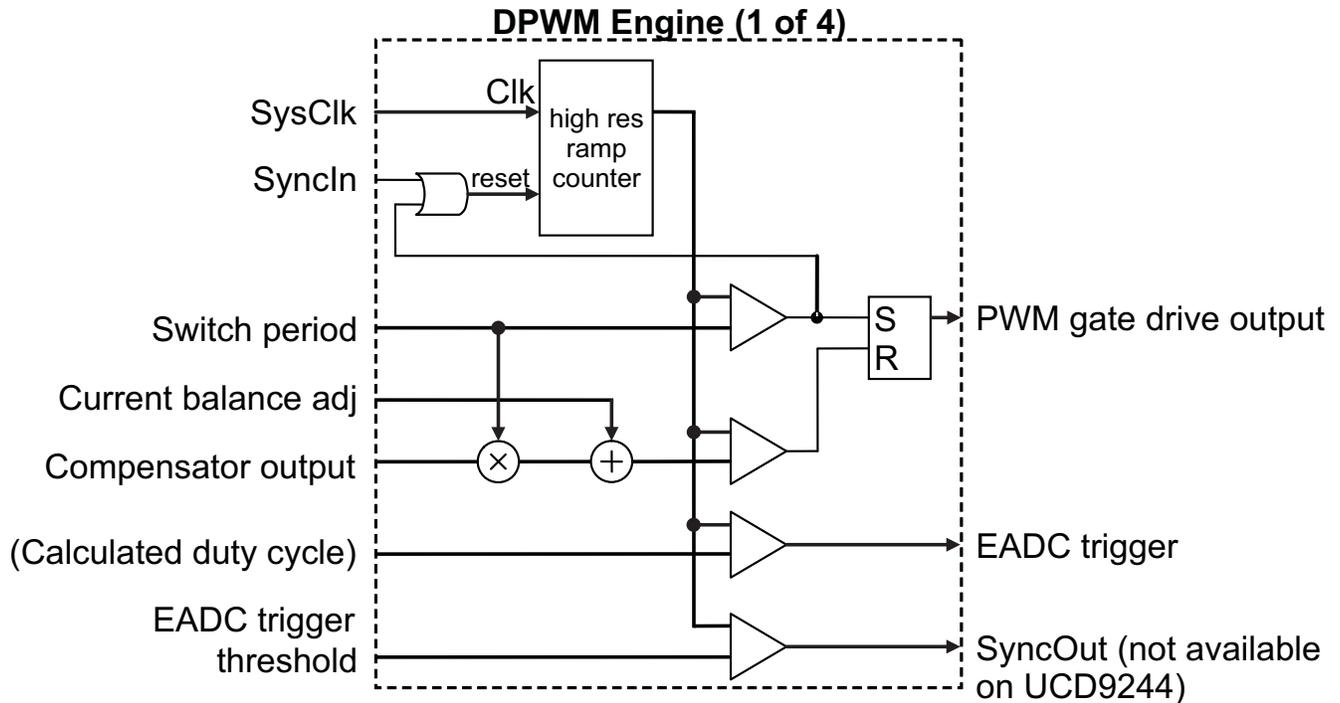 DPWM Engine (1 of 4)
SysClk
Clk
high res
ramp
counter
SyncIn
reset
Switch period
S
R
PWM gate drive output
Current balance adj
Compensator output
×
+
(Calculated duty cycle)
EADC trigger
EADC trigger
threshold
SyncOut (not available
on UCD9244)